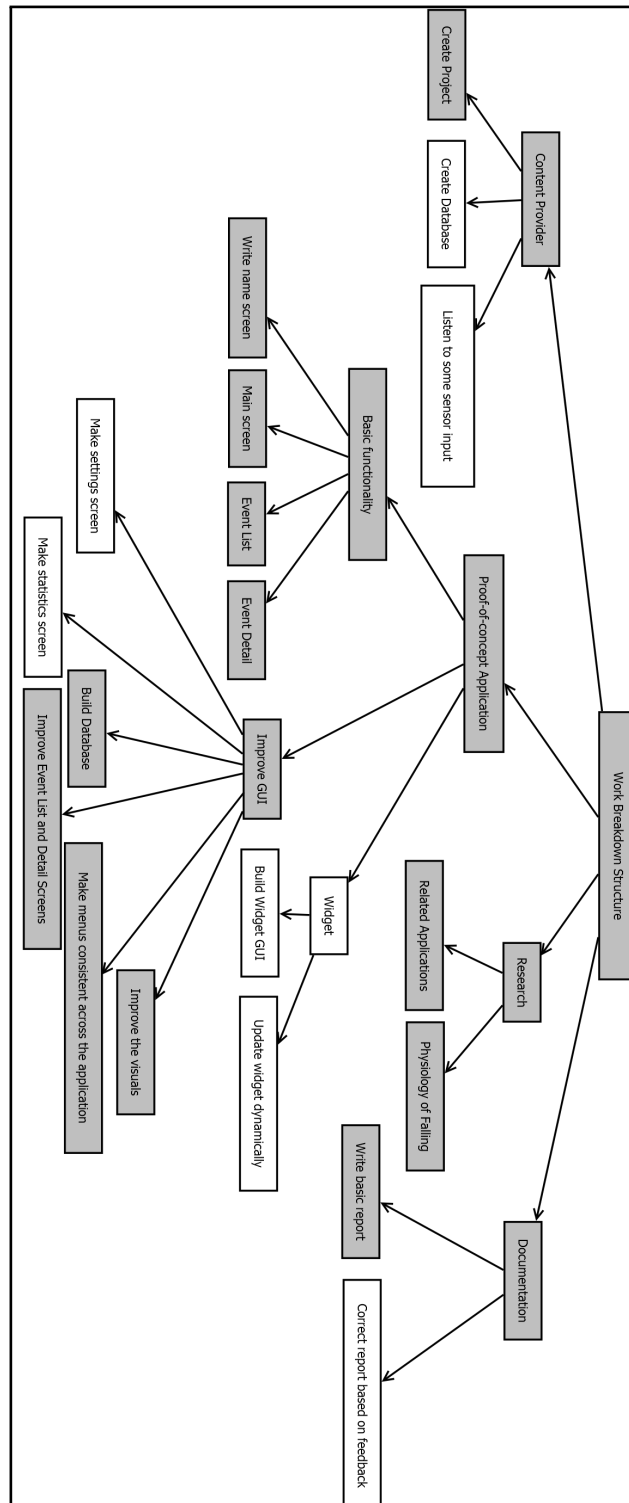 Work Breakdown Structure
Content Provider
Create Project
Create Database
Listen to some sensor input
Proof-of-concept Application
Basic functionality
Write name screen
Main screen
Event List
Event Detail
Improve GUI
Make settings screen
Make statistics screen
Build Database
Improve Event List and Detail Screens
Make menus consistent across the application
Improve the visuals
Widget
Build Widget GUI
Update widget dynamically
Research
Related Applications
Physiology of Falling
Documentation
Write basic report
Correct report based on feedback